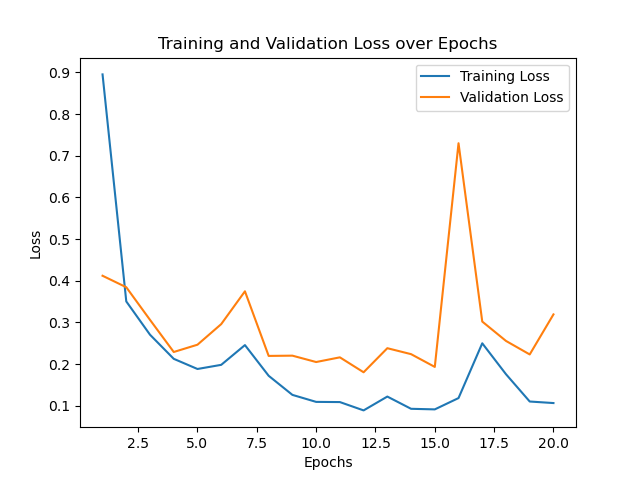 Training and Validation Loss over Epochs
Training Loss
Validation Loss
Loss
0.9
0.8
0.7
0.6
0.5
0.4
0.3
0.2
0.1
2.5 5.0 7.5 10.0 12.5 15.0 17.5 20.0
Epochs